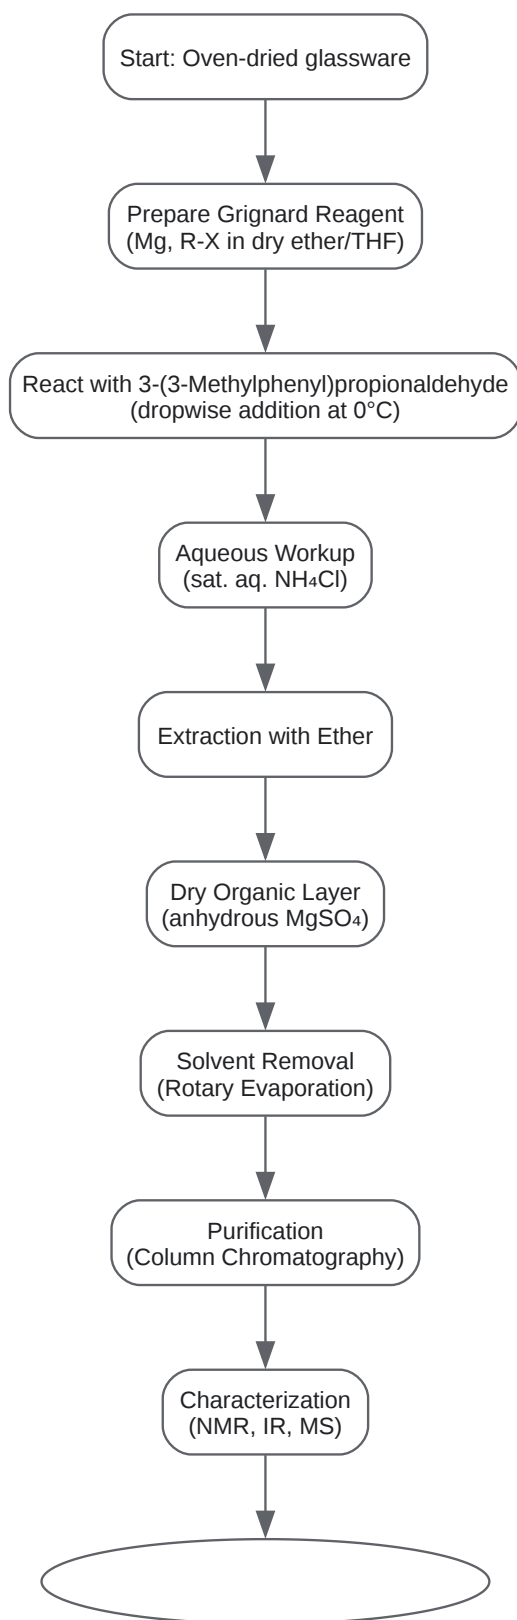 Start: Oven-dried glassware
Prepare Grignard Reagent
(Mg, R-X in dry ether/THF)
React with 3-(3-Methylphenyl)propionaldehyde
(dropwise addition at 0°C)
Aqueous Workup
(sat. aq. NH₄Cl)
Extraction with Ether
Dry Organic Layer
(anhydrous MgSO₄)
Solvent Removal
(Rotary Evaporation)
Purification
(Column Chromatography)
Characterization
(NMR, IR, MS)